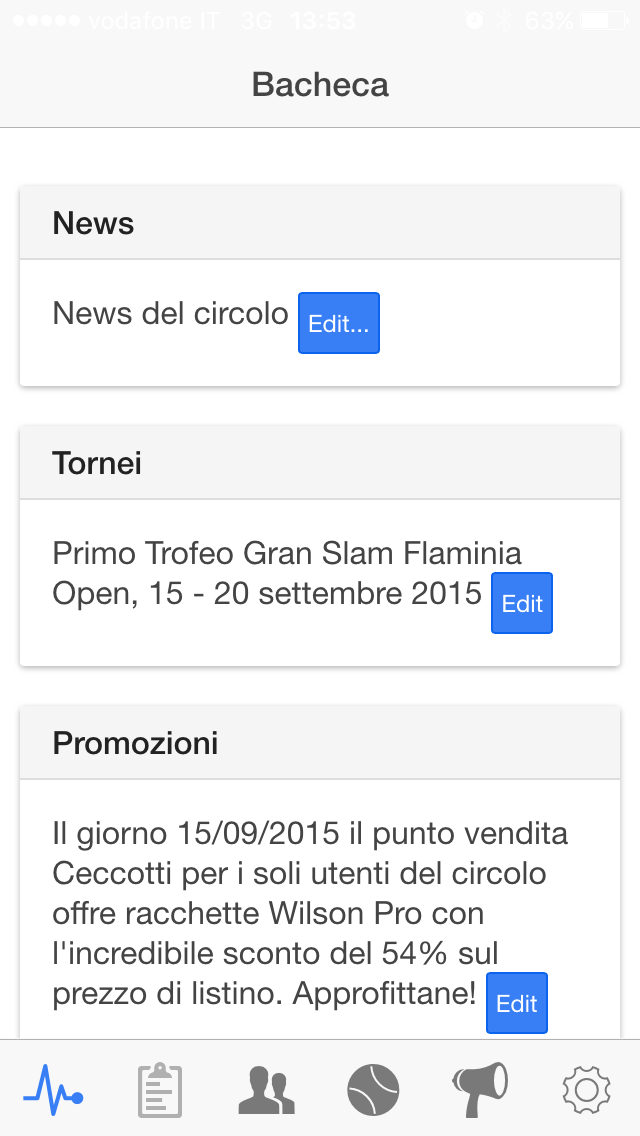 vodafone IT 3G 13:53 63%
Bacheca
News
News del circolo Edit...
Tornei
Primo Trofeo Gran Slam Flaminia
Open, 15 - 20 settembre 2015 Edit
Promozioni
Il giorno 15/09/2015 il punto vendita
Ceccotti per i soli utenti del circolo
offre racchette Wilson Pro con
l'incredibile sconto del 54% sul
prezzo di listino. Approfittane! Edit